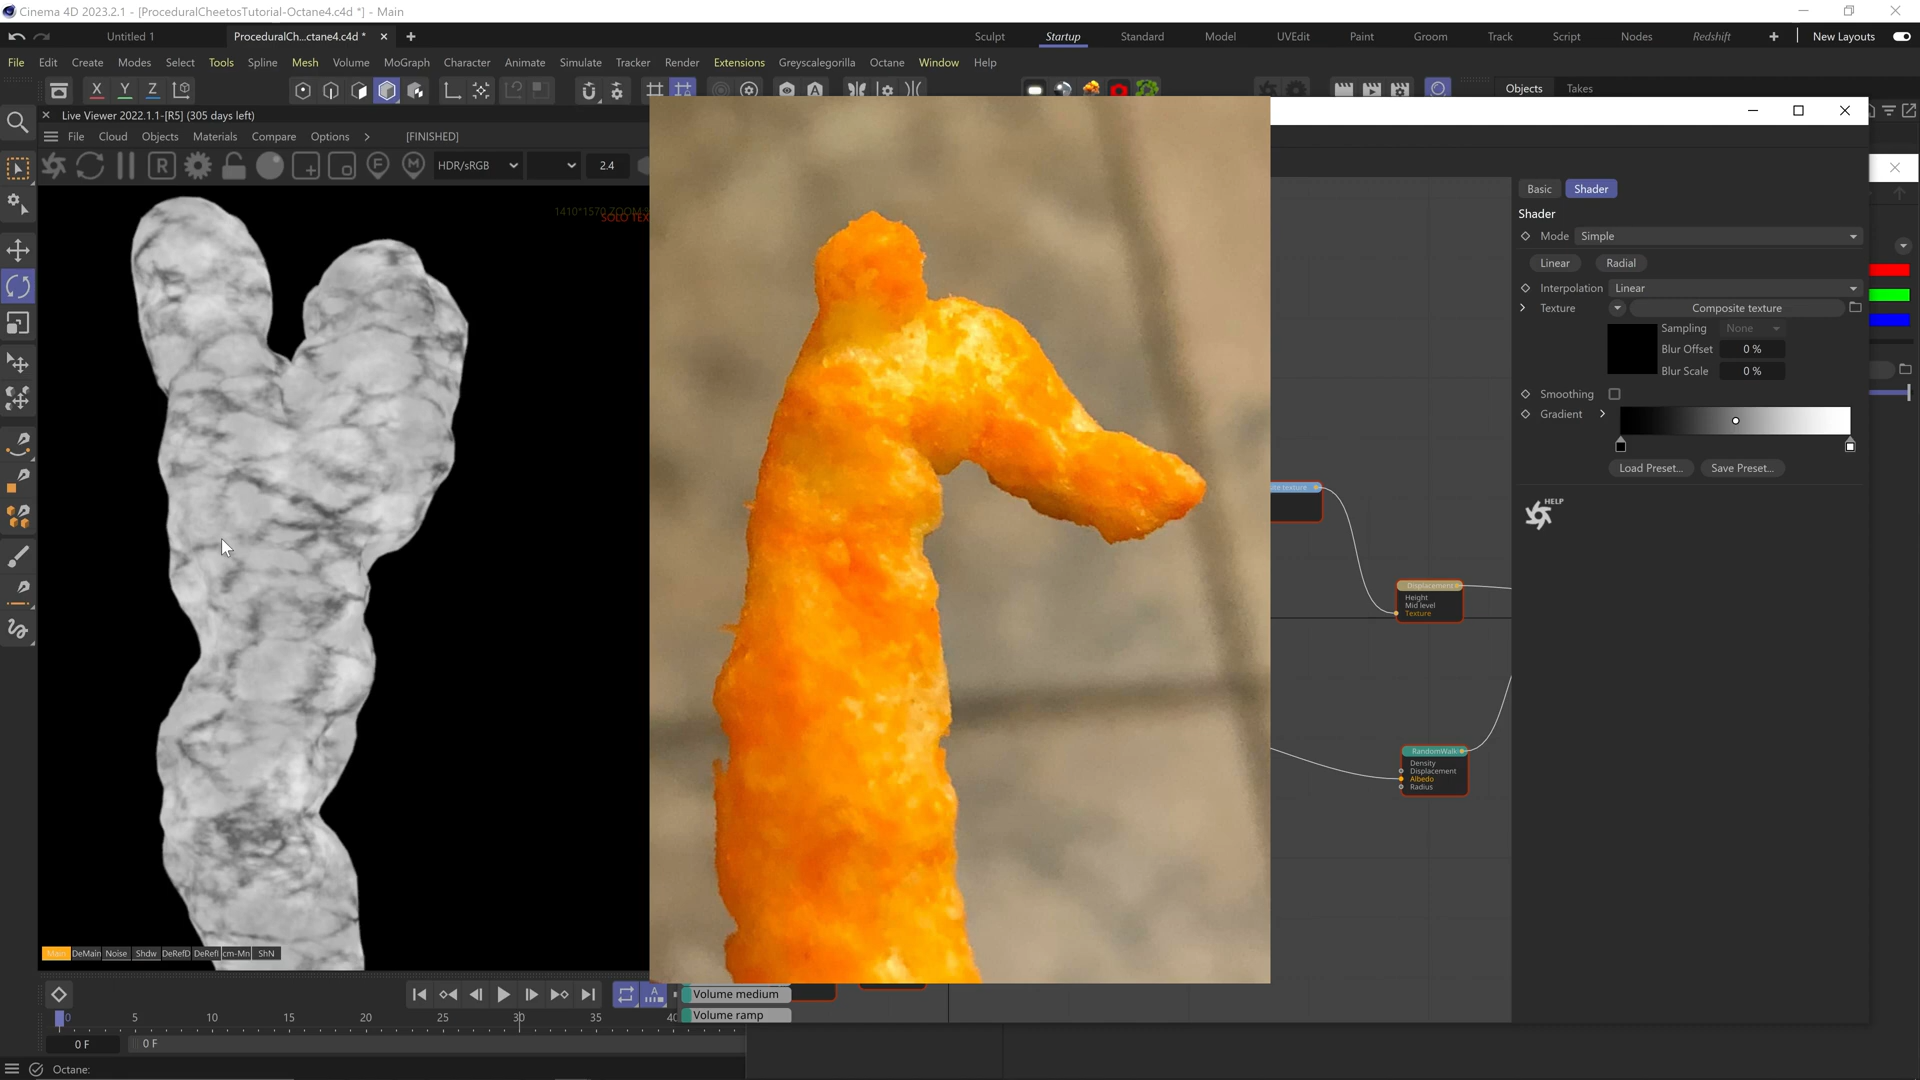 Cinema 4D 2023.2.1 - [ProceduralCheetosTutorial-Octane4.c4d *] - Main
Untitled 1
ProceduralCh...ctane4.c4d *
Sculpt
Startup
Standard
Model
UVEdit
Paint
Groom
Track
Script
Nodes
Redshift
New Layouts
File Edit Create Modes Select Tools Spline Mesh Volume MoGraph Character Animate Simulate Tracker Render Extensions Greyscalegorilla Octane Window Help
X Y Z
Objects Takes
Live Viewer 2022.1.1-[R5] (305 days left)
File Cloud Objects Materials Compare Options [FINISHED]
R F M HDR/sRGB 2.4
1410*1570 ZOOM
SOLO TEX
Basic Shader
Shader
Mode Simple
Linear Radial
Interpolation Linear
Texture Composite texture
Sampling None
Blur Offset 0 %
Blur Scale 0 %
Smoothing
Gradient
Load Preset... Save Preset...
HELP
Displacement
Height
Mid level
Texture
RandomWalk
Density
Displacement
Albedo
Radius
Main DeMain Noise Shdw DeRefD DeRefl cm-Mn ShN
Volume medium
Volume ramp
0 5 10 15 20 25 30 35 40
0 F 0 F
Octane: